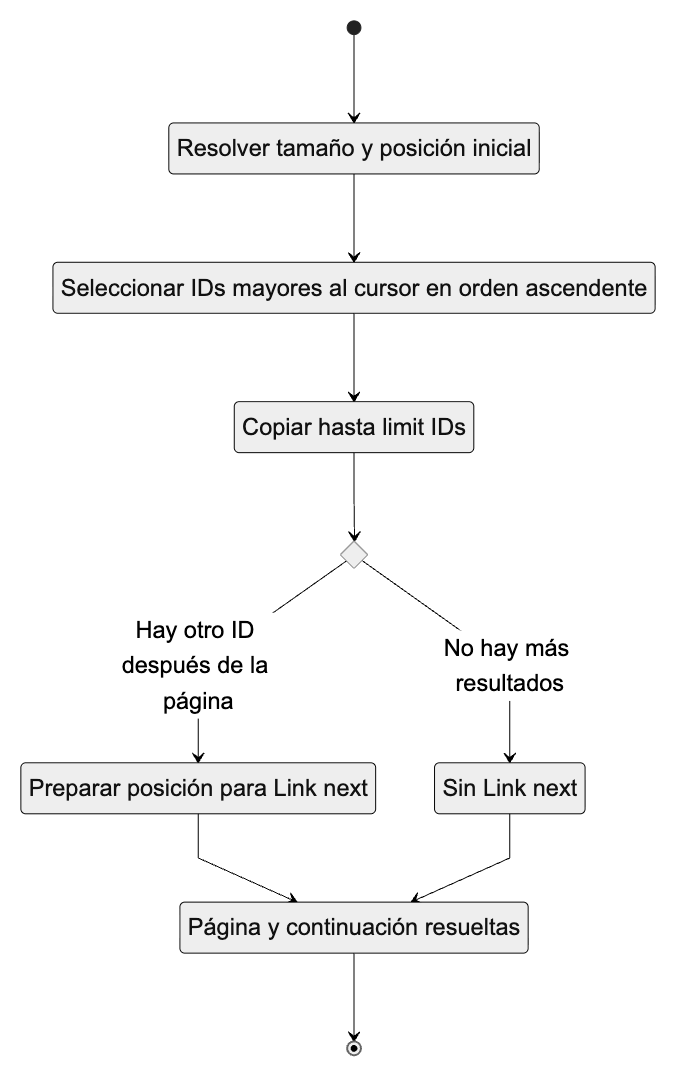 Resolver tamaño y posición inicial
Seleccionar IDs mayores al cursor en orden ascendente
Copiar hasta limit IDs
Hay otro ID
después de la
página
No hay más
resultados
Preparar posición para Link next
Sin Link next
Página y continuación resueltas